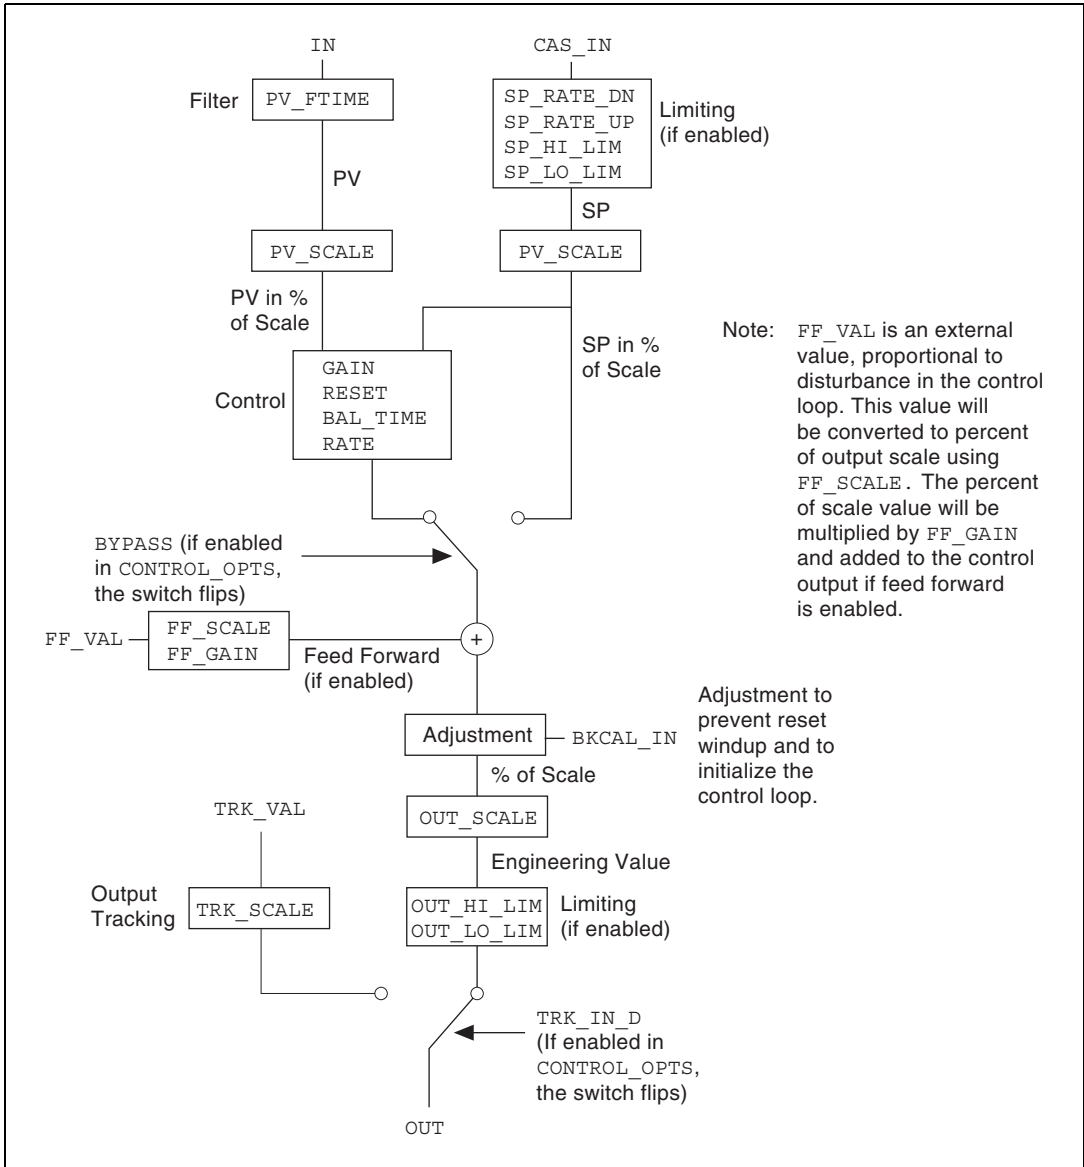 IN
CAS_IN
Filter
PV_FTIME
SP_RATE_DN
SP_RATE_UP
SP_HI_LIM
SP_LO_LIM
Limiting
(if enabled)
PV
SP
PV_SCALE
PV_SCALE
PV in %
of Scale
SP in %
of Scale
Control
GAIN
RESET
BAL_TIME
RATE
Note: FF_VAL is an external
value, proportional to
disturbance in the control
loop. This value will
be converted to percent
of output scale using
FF_SCALE. The percent
of scale value will be
multiplied by FF_GAIN
and added to the control
output if feed forward
is enabled.
BYPASS (if enabled
in CONTROL_OPTS,
the switch flips)
FF_VAL
FF_SCALE
FF_GAIN
Feed Forward
(if enabled)
+
Adjustment
BKCAL_IN
Adjustment to
prevent reset
windup and to
initialize the
control loop.
% of Scale
OUT_SCALE
Engineering Value
TRK_VAL
Output
Tracking
TRK_SCALE
OUT_HI_LIM
OUT_LO_LIM
Limiting
(if enabled)
TRK_IN_D
(If enabled in
CONTROL_OPTS,
the switch flips)
OUT